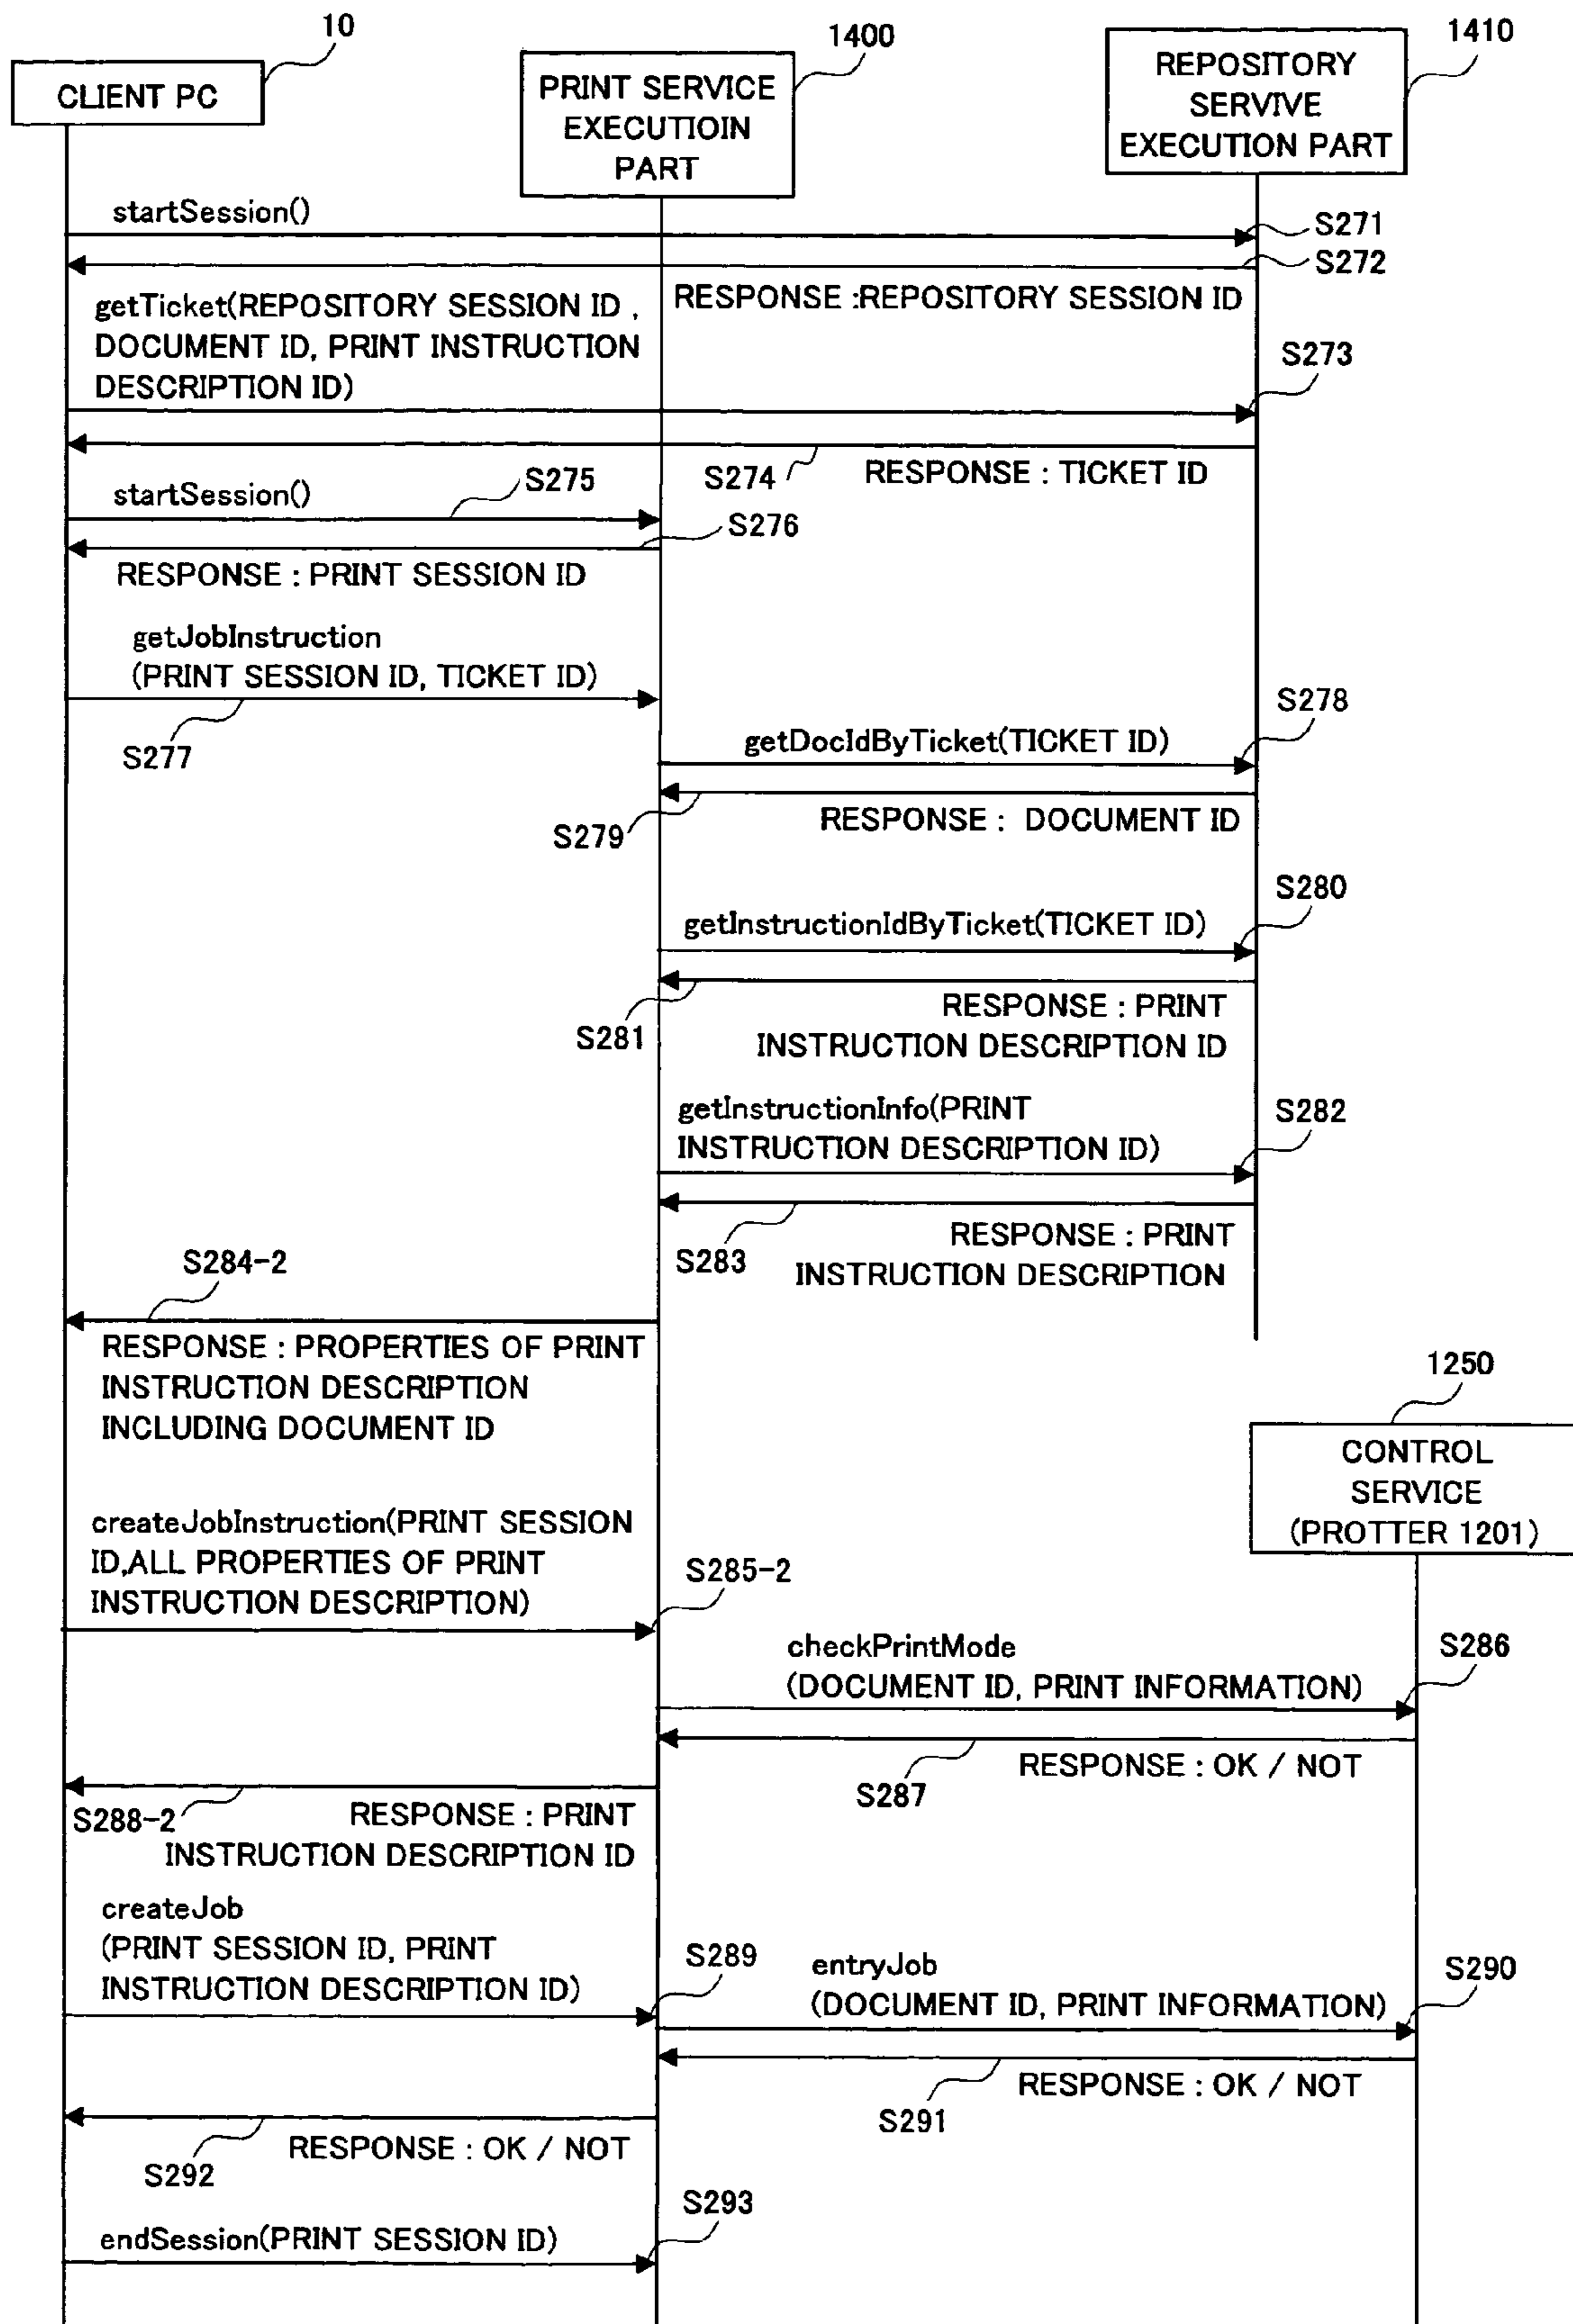 10
CLIENT PC
1400
PRINT SERVICE
EXECUTIOIN
PART
1410
REPOSITORY
SERVIVE
EXECUTION PART
startSession()
S271
S272
RESPONSE :REPOSITORY SESSION ID
getTicket(REPOSITORY SESSION ID ,
DOCUMENT ID, PRINT INSTRUCTION
DESCRIPTION ID)
S273
S274
RESPONSE : TICKET ID
startSession()
S275
S276
RESPONSE : PRINT SESSION ID
getJobInstruction
(PRINT SESSION ID, TICKET ID)
S277
getDocIdByTicket(TICKET ID)
S278
S279
RESPONSE : DOCUMENT ID
S280
getInstructionIdByTicket(TICKET ID)
S281
RESPONSE : PRINT
INSTRUCTION DESCRIPTION ID
getInstructionInfo(PRINT
INSTRUCTION DESCRIPTION ID)
S282
S283
RESPONSE : PRINT
INSTRUCTION DESCRIPTION
S284-2
RESPONSE : PROPERTIES OF PRINT
INSTRUCTION DESCRIPTION
INCLUDING DOCUMENT ID
1250
CONTROL
SERVICE
(PROTTER 1201)
createJobInstruction(PRINT SESSION
ID,ALL PROPERTIES OF PRINT
INSTRUCTION DESCRIPTION)
S285-2
checkPrintMode
(DOCUMENT ID, PRINT INFORMATION)
S286
S287
RESPONSE : OK / NOT
S288-2
RESPONSE : PRINT
INSTRUCTION DESCRIPTION ID
createJob
(PRINT SESSION ID, PRINT
INSTRUCTION DESCRIPTION ID)
S289
entryJob
(DOCUMENT ID, PRINT INFORMATION)
S290
S291
RESPONSE : OK / NOT
S292
RESPONSE : OK / NOT
S293
endSession(PRINT SESSION ID)